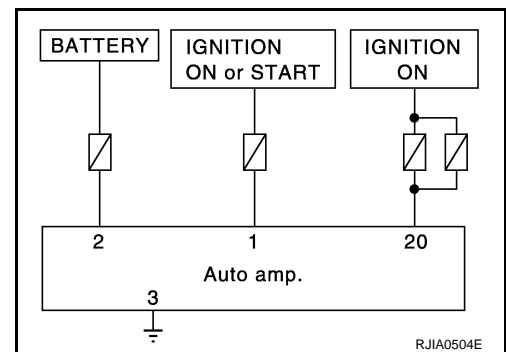 BATTERY
IGNITION
ON or START
IGNITION
ON
2
1
20
Auto amp.
3
RJIA0504E